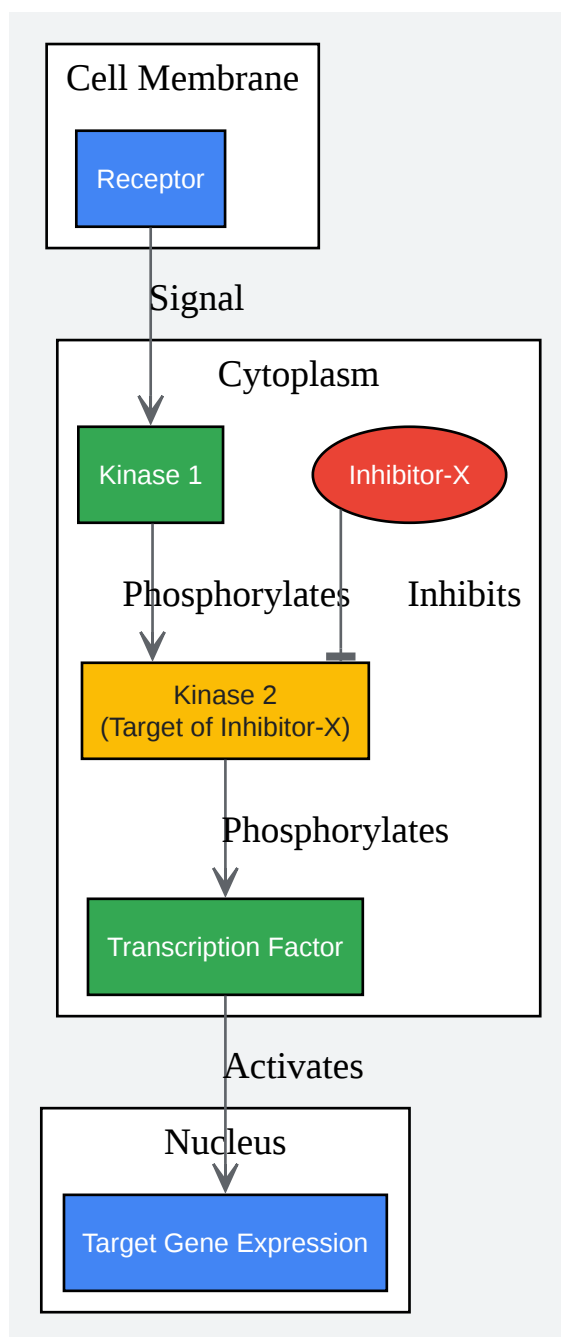 Cell Membrane
Receptor
Signal
Cytoplasm
Kinase 1
Inhibitor-X
Phosphorylates
Inhibits
Kinase 2
(Target of Inhibitor-X)
Phosphorylates
Transcription Factor
Activates
Nucleus
Target Gene Expression